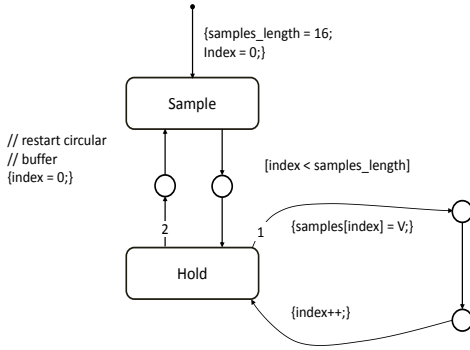 {samples_length = 16;
Index = 0;}
Sample
// restart circular
// buffer
{index = 0;}
[index < samples_length]
2
1
{samples[index] = V;}
Hold
{index++;}